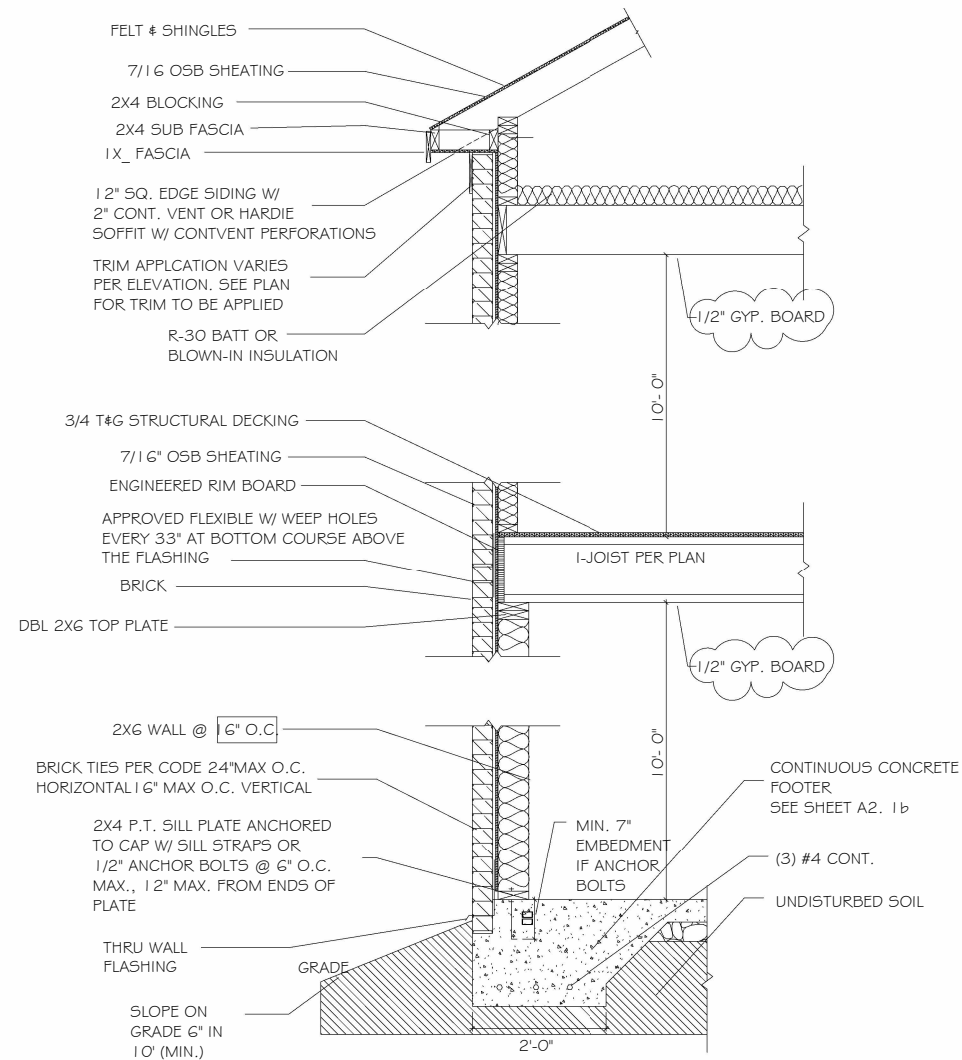 FELT & SHINGLES
7/16 OSB SHEATING
2X4 BLOCKING
2X4 SUB FASCIA
1X_ FASCIA
12" SQ. EDGE SIDING W/
2" CONT. VENT OR HARDIE
SOFFIT W/ CONTVENT PERFORATIONS
TRIM APPLCATION VARIES
PER ELEVATION. SEE PLAN
FOR TRIM TO BE APPLIED
R-30 BATT OR
BLOWN-IN INSULATION
1/2" GYP. BOARD
10'- 0"
3/4 T&G STRUCTURAL DECKING
7/16" OSB SHEATING
ENGINEERED RIM BOARD
APPROVED FLEXIBLE W/ WEEP HOLES
EVERY 33" AT BOTTOM COURSE ABOVE
THE FLASHING
BRICK
DBL 2X6 TOP PLATE
I-JOIST PER PLAN
1/2" GYP. BOARD
10'- 0"
2X6 WALL @ 16" O.C.
BRICK TIES PER CODE 24"MAX O.C.
HORIZONTAL16" MAX O.C. VERTICAL
2X4 P.T. SILL PLATE ANCHORED
TO CAP W/ SILL STRAPS OR
1/2" ANCHOR BOLTS @ 6" O.C.
MAX., 12" MAX. FROM ENDS OF
PLATE
THRU WALL
FLASHING
GRADE
SLOPE ON
GRADE 6" IN
10' (MIN.)
MIN. 7"
EMBEDMENT
IF ANCHOR
BOLTS
CONTINUOUS CONCRETE
FOOTER
SEE SHEET A2. 1b
(3) #4 CONT.
UNDISTURBED SOIL
2'-0"